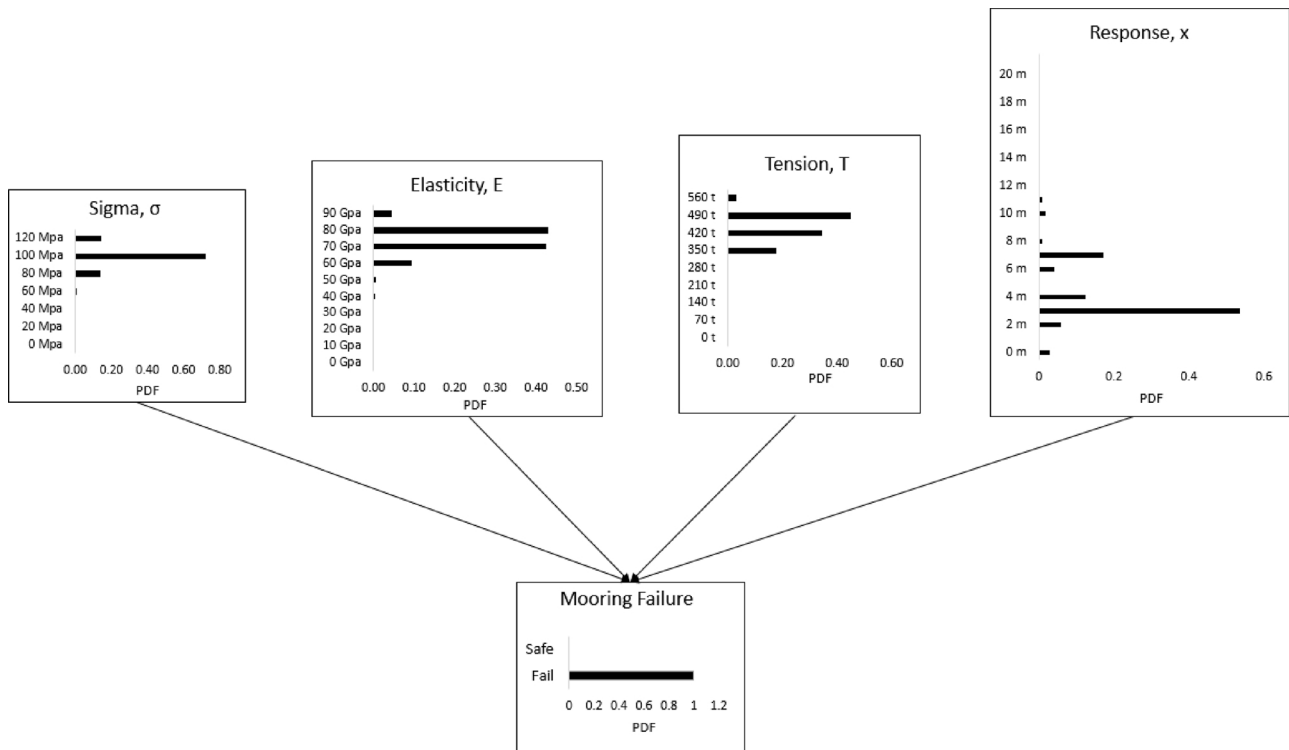 Sigma, σ
120 Mpa
100 Mpa
80 Mpa
60 Mpa
40 Mpa
20 Mpa
0 Mpa
0.00 0.20 0.40 0.60 0.80
PDF
Elasticity, E
90 Gpa
80 Gpa
70 Gpa
60 Gpa
50 Gpa
40 Gpa
30 Gpa
20 Gpa
10 Gpa
0 Gpa
0.00 0.10 0.20 0.30 0.40 0.50
PDF
Tension, T
560 t
490 t
420 t
350 t
280 t
210 t
140 t
70 t
0 t
0.00 0.20 0.40 0.60
PDF
Response, x
20 m
18 m
16 m
14 m
12 m
10 m
8 m
6 m
4 m
2 m
0 m
0 0.2 0.4 0.6
PDF
Mooring Failure
Safe
Fail
0 0.2 0.4 0.6 0.8 1 1.2
PDF